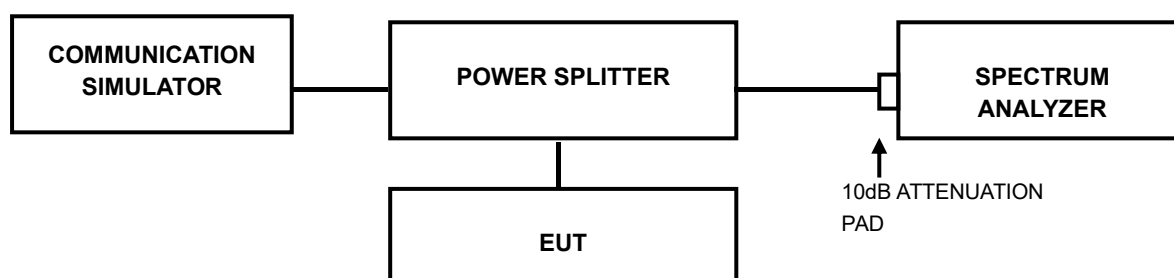 COMMUNICATION
SIMULATOR
POWER SPLITTER
SPECTRUM
ANALYZER
10dB ATTENUATION
PAD
EUT